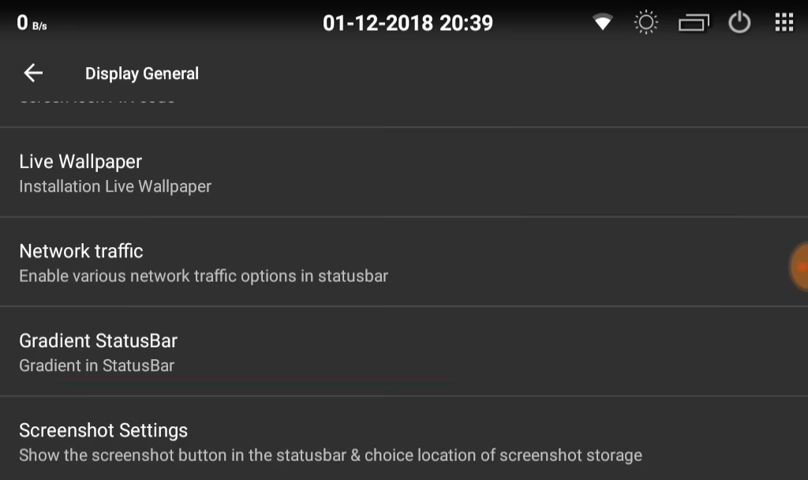 0 B/s
01-12-2018 20:39
Display General
Live Wallpaper
Installation Live Wallpaper
Network traffic
Enable various network traffic options in statusbar
Gradient StatusBar
Gradient in StatusBar
Screenshot Settings
Show the screenshot button in the statusbar & choice location of screenshot storage